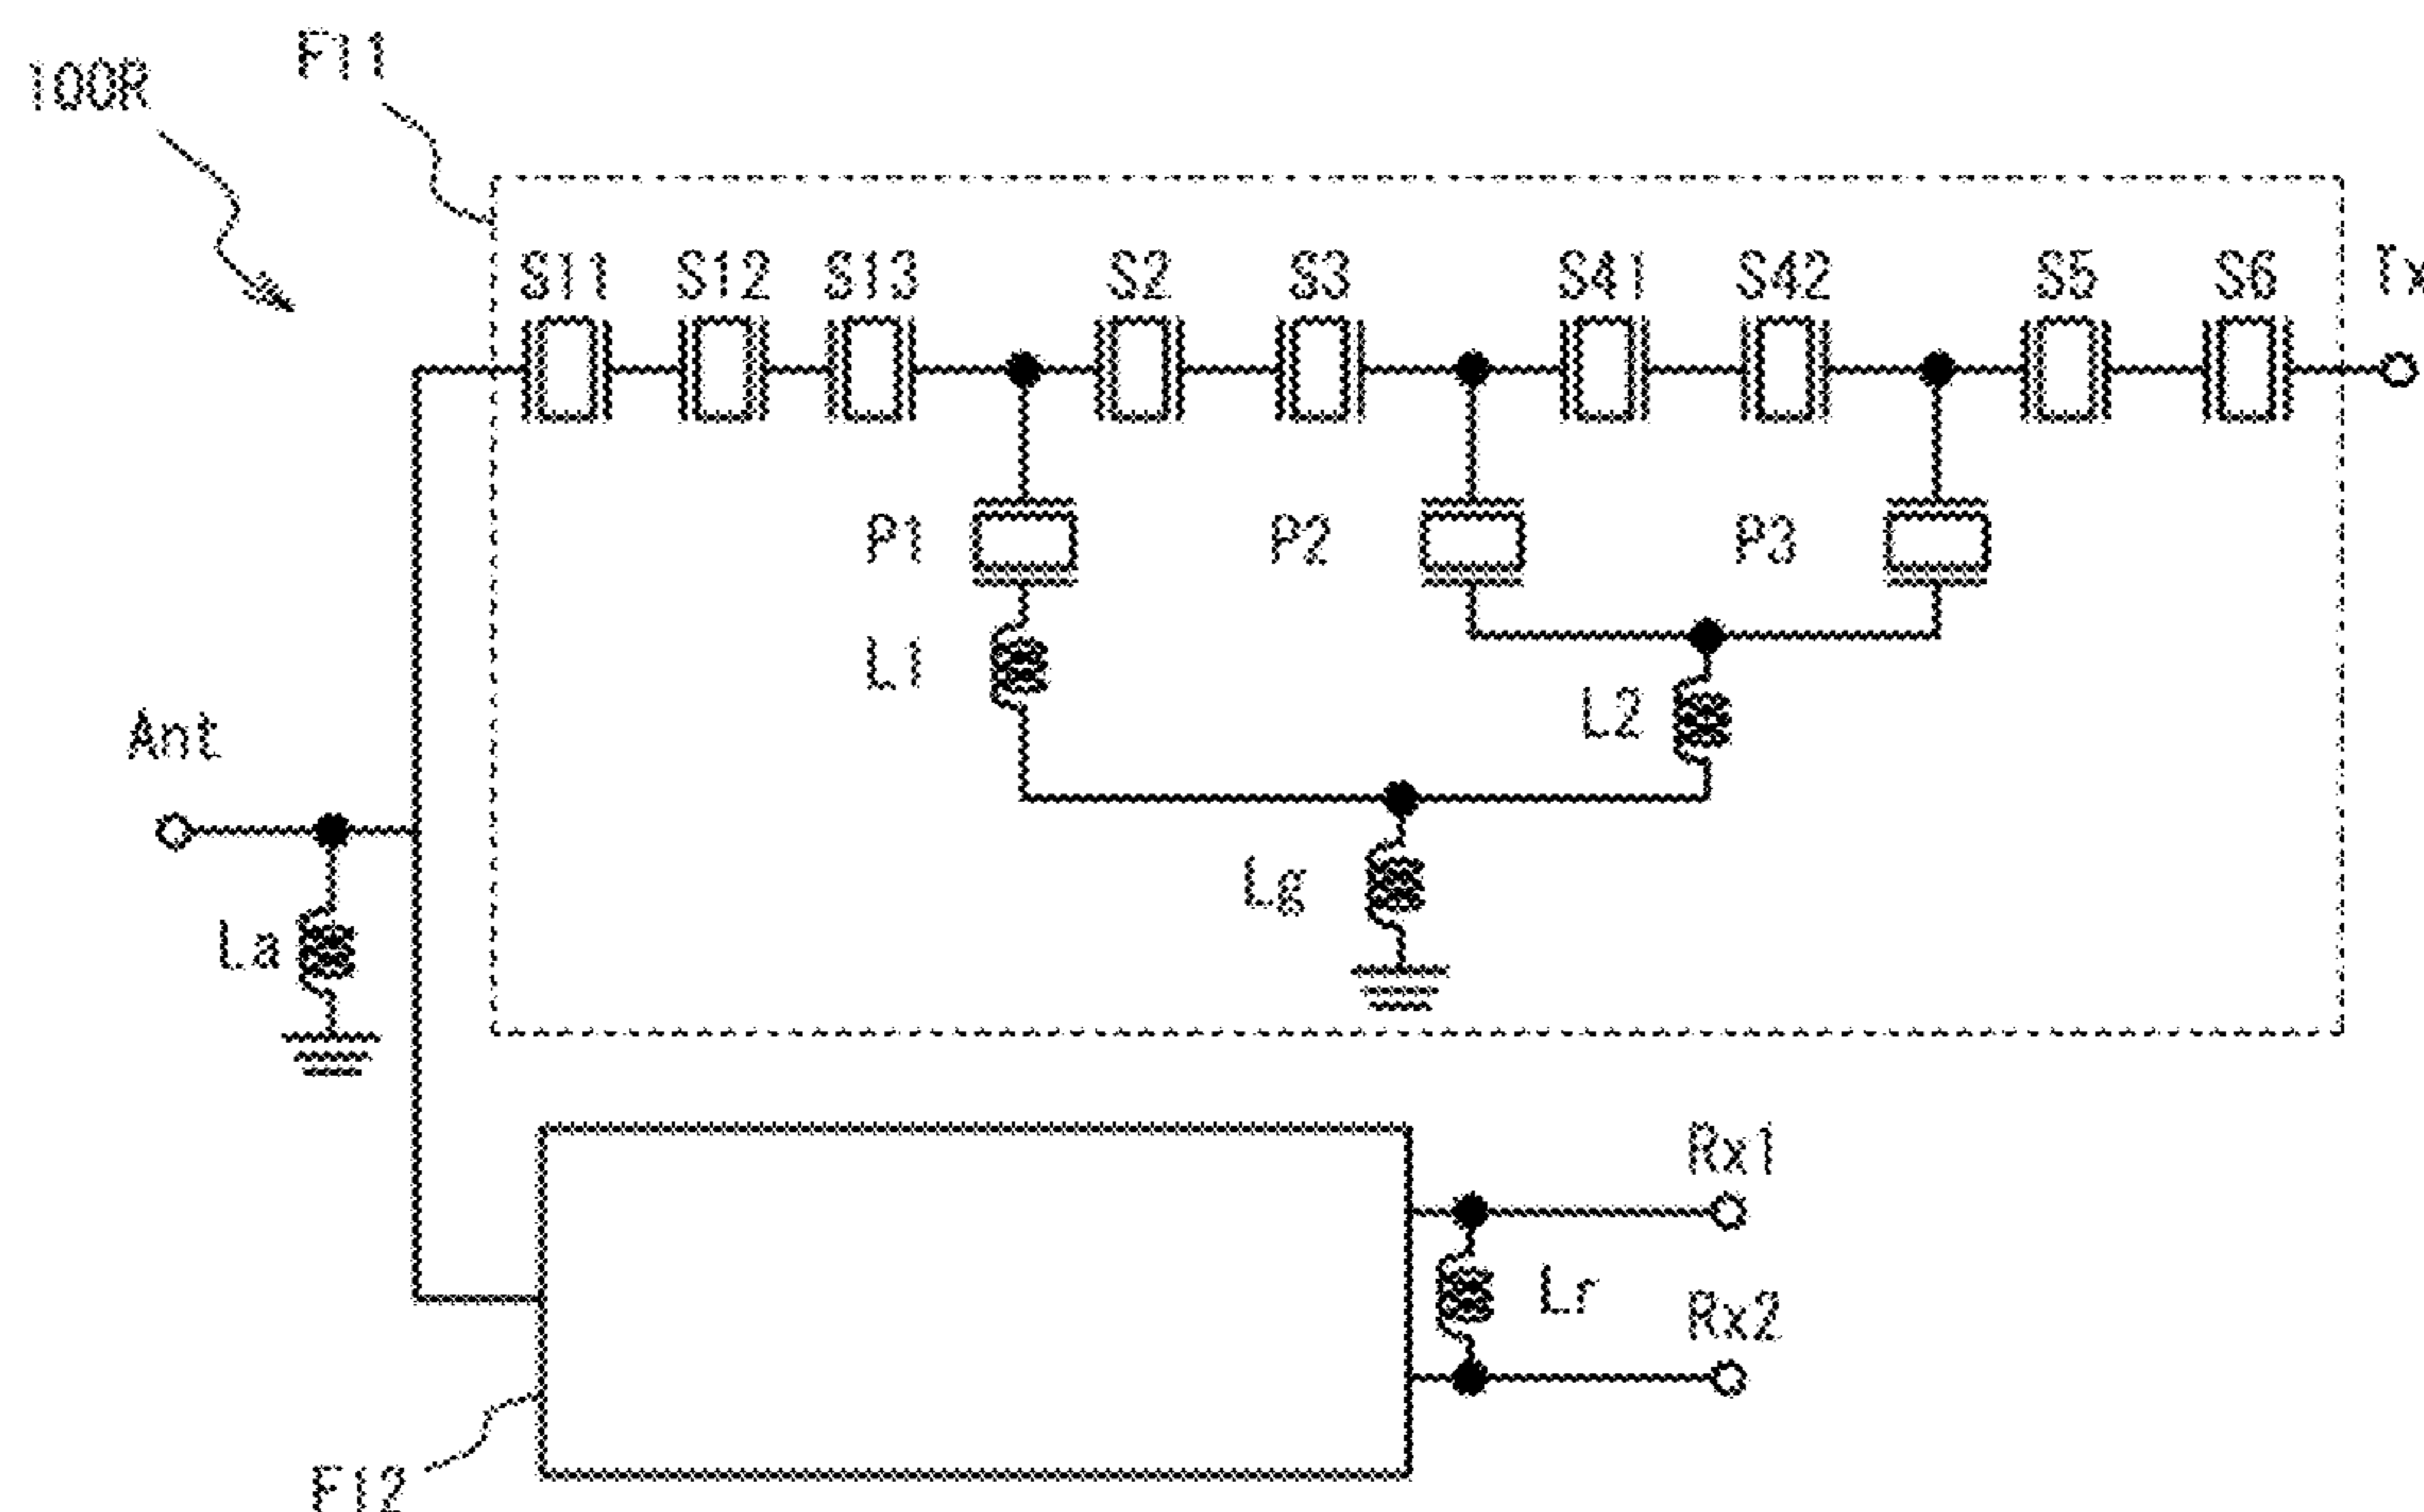 100R
F11
S11 S12 S13 S2 S3 S41 S42 S5 S6 Tx
P1 P2 P3
L1
L2
Ant
Lg
La
Rx1
Lr
Rx2
F12